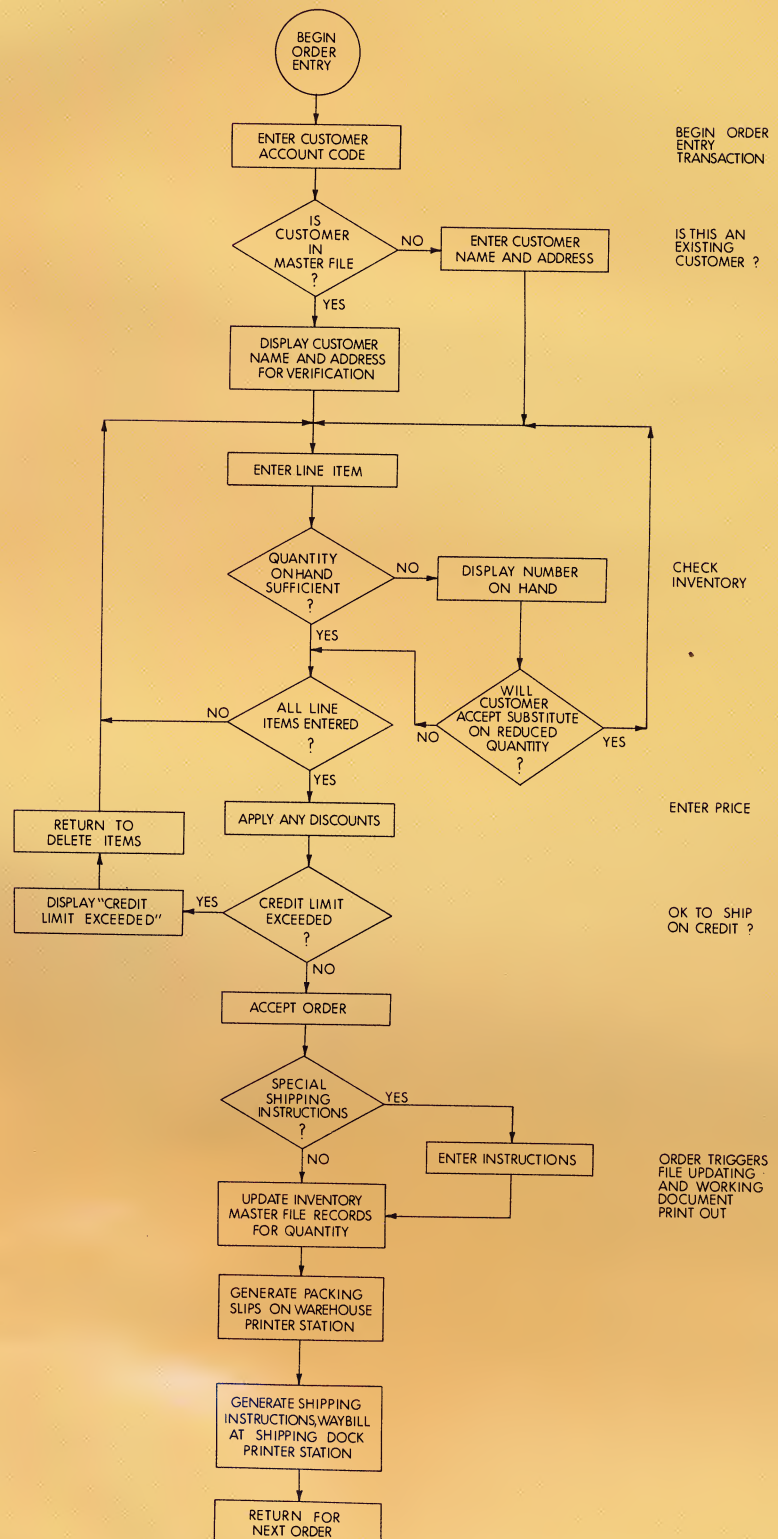 BEGIN
ORDER
ENTRY
ENTER CUSTOMER
ACCOUNT CODE
BEGIN ORDER
ENTRY
TRANSACTION
IS
CUSTOMER
IN
MASTER FILE
?
NO
YES
ENTER CUSTOMER
NAME AND ADDRESS
IS THIS AN
EXISTING
CUSTOMER ?
DISPLAY CUSTOMER
NAME AND ADDRESS
FOR VERIFICATION
ENTER LINE ITEM
QUANTITY
ON HAND
SUFFICIENT
?
NO
YES
DISPLAY NUMBER
ON HAND
CHECK
INVENTORY
WILL
CUSTOMER
ACCEPT SUBSTITUTE
ON REDUCED
QUANTITY
?
NO
YES
ALL LINE
ITEMS ENTERED
?
NO
YES
APPLY ANY DISCOUNTS
ENTER PRICE
RETURN TO
DELETE ITEMS
DISPLAY "CREDIT
LIMIT EXCEEDED"
YES
CREDIT LIMIT
EXCEEDED
?
NO
OK TO SHIP
ON CREDIT ?
ACCEPT ORDER
SPECIAL
SHIPPING
INSTRUCTIONS
?
YES
NO
ENTER INSTRUCTIONS
ORDER TRIGGERS
FILE UPDATING
AND WORKING
DOCUMENT
PRINT OUT
UPDATE INVENTORY
MASTER FILE RECORDS
FOR QUANTITY
GENERATE PACKING
SLIPS ON WAREHOUSE
PRINTER STATION
GENERATE SHIPPING
INSTRUCTIONS, WAYBILL
AT SHIPPING DOCK
PRINTER STATION
RETURN FOR
NEXT ORDER